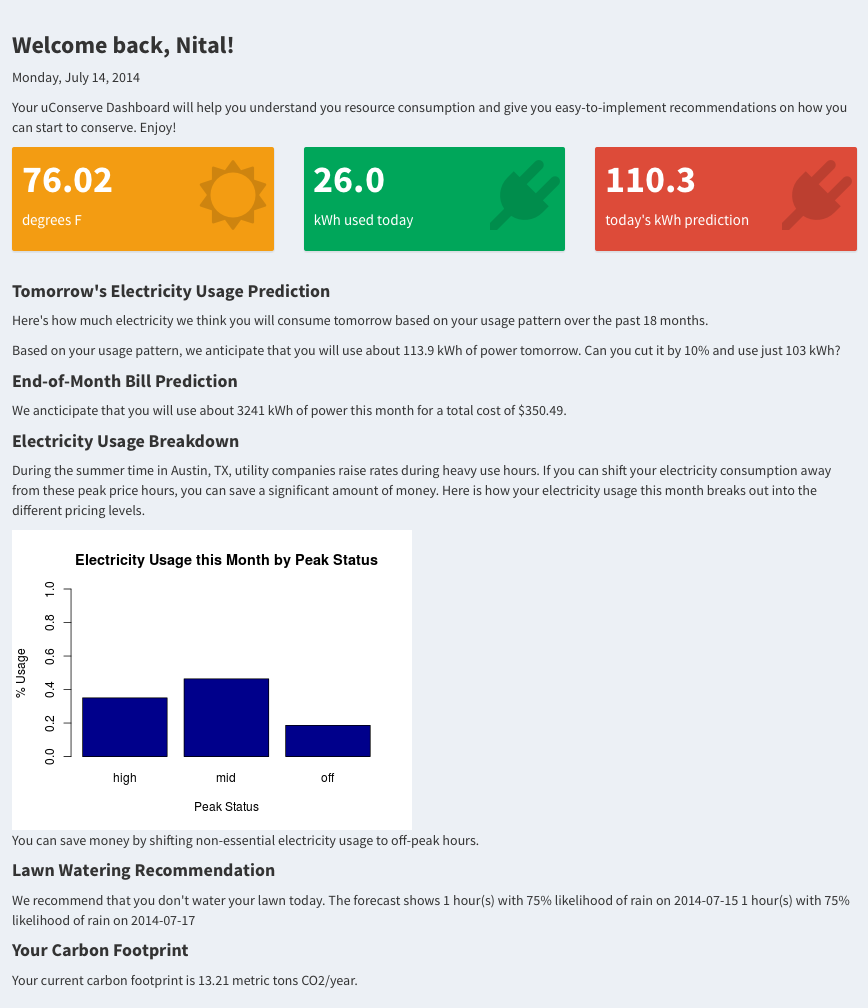 Welcome back, Nital!
Monday, July 14, 2014
Your uConserve Dashboard will help you understand you resource consumption and give you easy-to-implement recommendations on how you
can start to conserve. Enjoy!
76.02
degrees F
26.0
kWh used today
110.3
today's kWh prediction
Tomorrow's Electricity Usage Prediction
Here's how much electricity we think you will consume tomorrow based on your usage pattern over the past 18 months.
Based on your usage pattern, we anticipate that you will use about 113.9 kWh of power tomorrow. Can you cut it by 10% and use just 103 kWh?
End-of-Month Bill Prediction
We ancticipate that you will use about 3241 kWh of power this month for a total cost of $350.49.
Electricity Usage Breakdown
During the summer time in Austin, TX, utility companies raise rates during heavy use hours. If you can shift your electricity consumption away
from these peak price hours, you can save a significant amount of money. Here is how your electricity usage this month breaks out into the
different pricing levels.
Electricity Usage this Month by Peak Status
% Usage
1.0
0.8
0.6
0.4
0.2
0.0
high mid off
Peak Status
You can save money by shifting non-essential electricity usage to off-peak hours.
Lawn Watering Recommendation
We recommend that you don't water your lawn today. The forecast shows 1 hour(s) with 75% likelihood of rain on 2014-07-15 1 hour(s) with 75%
likelihood of rain on 2014-07-17
Your Carbon Footprint
Your current carbon footprint is 13.21 metric tons CO2/year.